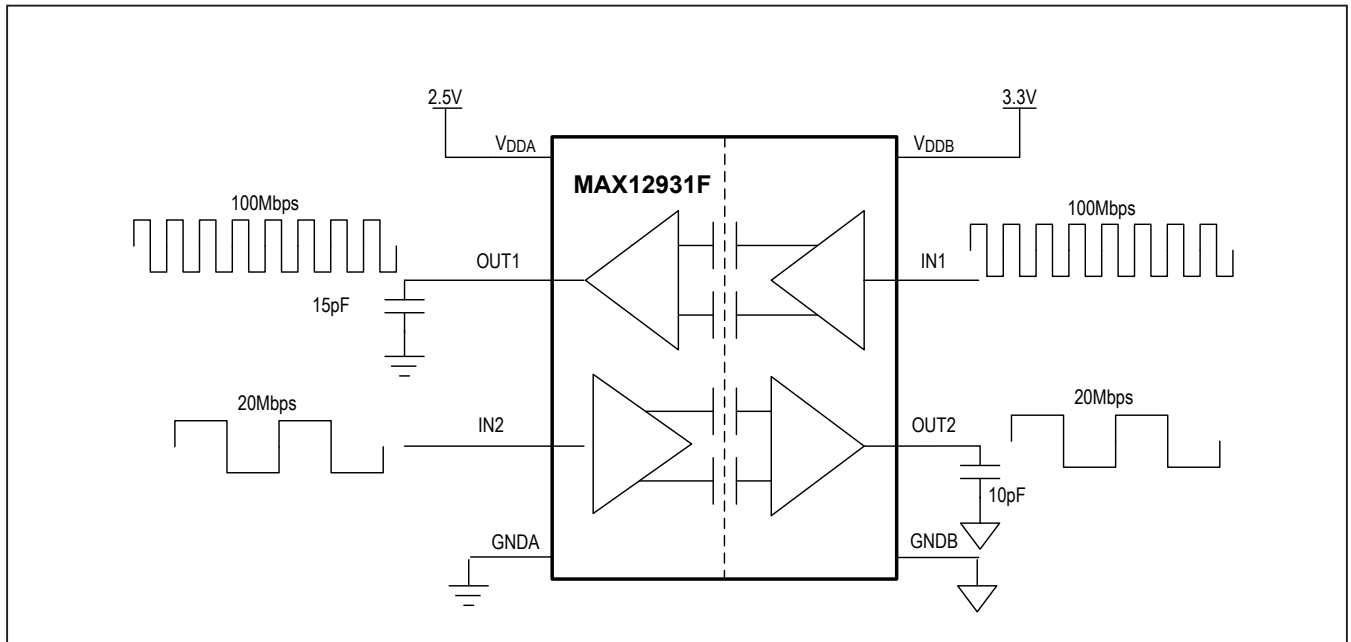 2.5V
3.3V
VDDA
VDDB
MAX12931F
100Mbps
100Mbps
OUT1
IN1
15pF
20Mbps
20Mbps
IN2
OUT2
10pF
GNDA
GNDB